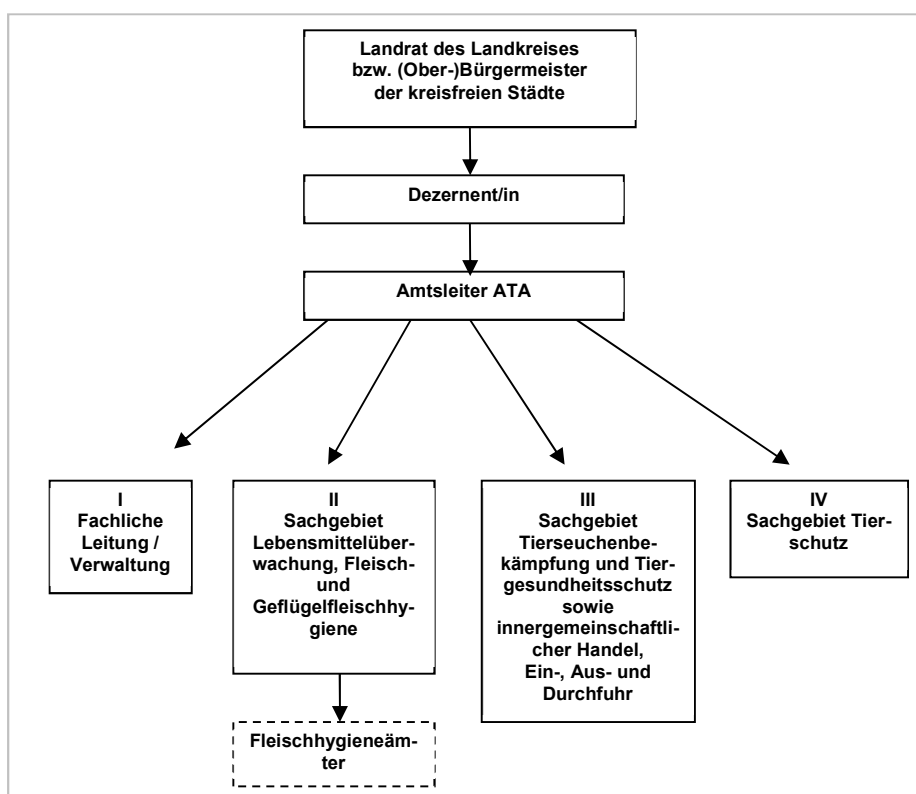 Landrat des Landkreises
bzw. (Ober-)Bürgermeister
der kreisfreien Städte
Dezernent/in
Amtsleiter ATA
I
Fachliche
Leitung /
Verwaltung
II
Sachgebiet
Lebensmittelüber-
wachung, Fleisch-
und
Geflügelfleischhy-
giene
III
Sachgebiet
Tierseuchenbe-
kämpfung und Tier-
gesundheitsschutz
sowie
innergemeinschaftli-
cher Handel,
Ein-, Aus- und
Durchfuhr
IV
Sachgebiet Tier-
schutz
Fleischhygieneäm-
ter